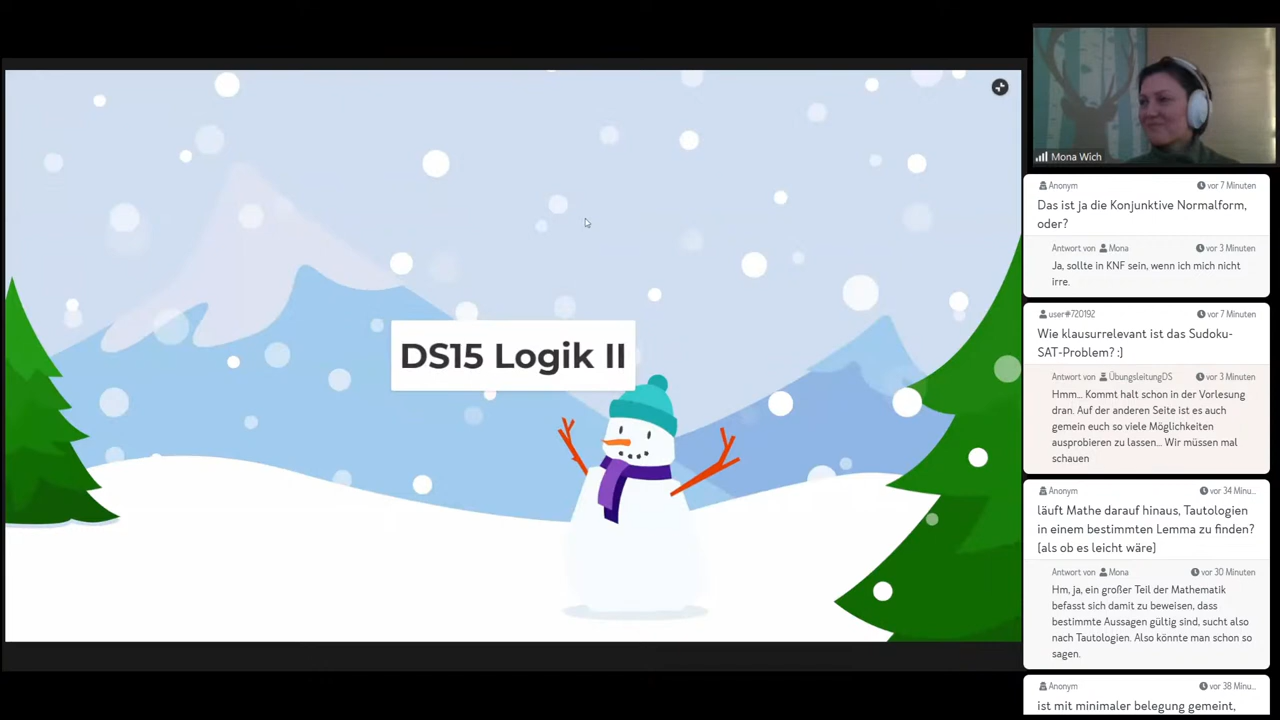 DS15 Logik II
Mona Wich
Anonym vor 7 Minuten
Das ist ja die Konjunktive Normalform,
oder?
Antwort von Mona vor 3 Minuten
Ja, sollte in KNF sein, wenn ich mich nicht
irre.
user#720192 vor 7 Minuten
Wie klausurrelevant ist das Sudoku-
SAT-Problem? :)
Antwort von ÜbungsleitungDS vor 3 Minuten
Hmm... Kommt halt schon in der Vorlesung
dran. Auf der anderen Seite ist es auch
gemein euch so viele Möglichkeiten
ausprobieren zu lassen... Wir müssen mal
schauen
Anonym vor 34 Minu...
läuft Mathe darauf hinaus, Tautologien
in einem bestimmten Lemma zu finden?
[als ob es leicht wäre]
Antwort von Mona vor 30 Minuten
Hm, ja, ein großer Teil der Mathematik
befasst sich damit zu beweisen, dass
bestimmte Aussagen gültig sind, sucht also
nach Tautologien. Also könnte man schon so
sagen.
Anonym vor 38 Minu...
ist mit minimaler belegung gemeint,